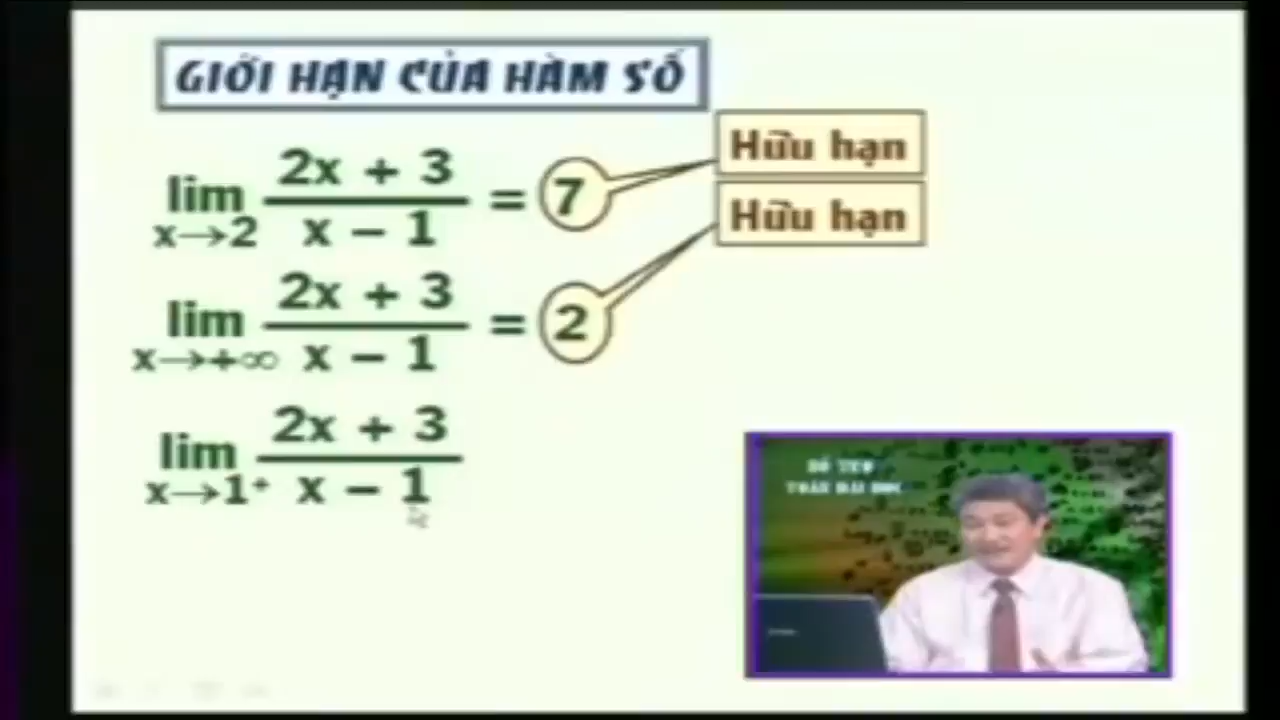 GIỚI HẠN CỦA HÀM SỐ
lim x→2 (2x + 3)/(x − 1) = 7
Hữu hạn
lim x→+∞ (2x + 3)/(x − 1) = 2
Hữu hạn
lim x→1⁺ (2x + 3)/(x − 1)